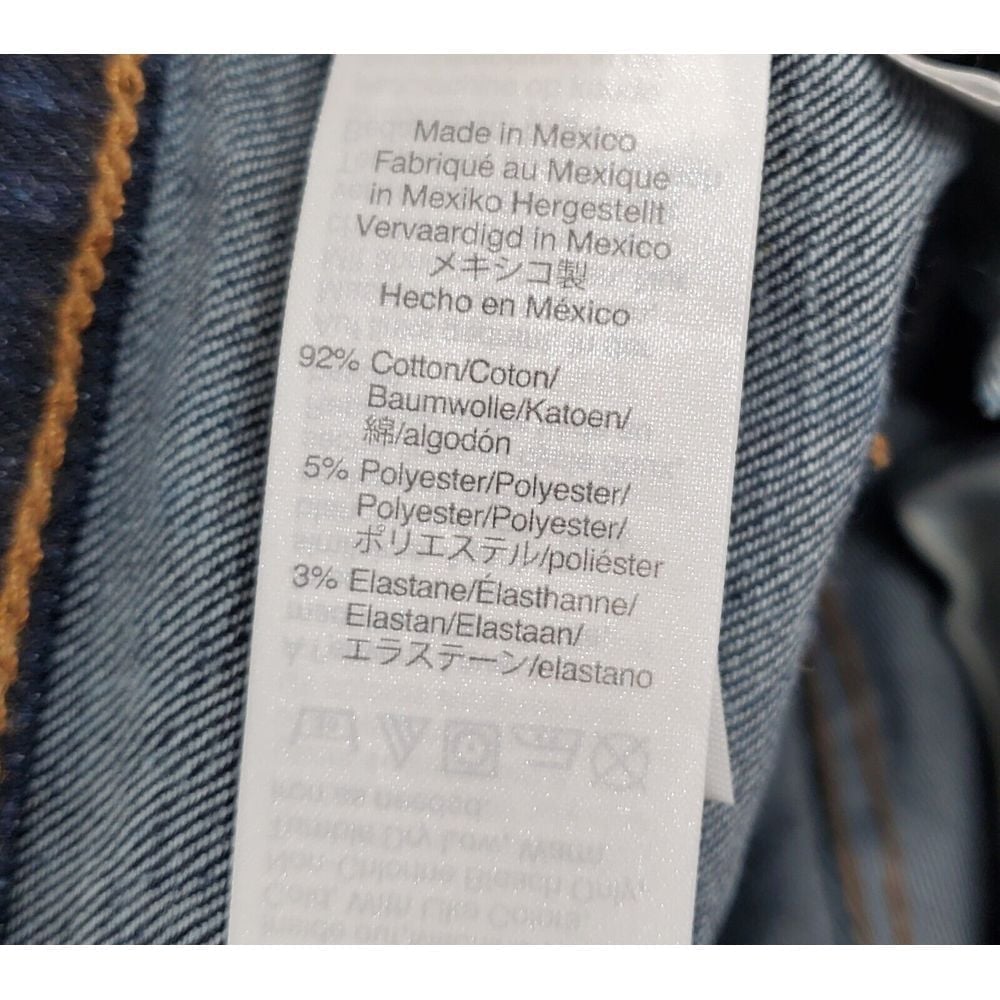 Made in Mexico
Fabriqué au Mexique
in Mexiko Hergestellt
Vervaardigd in Mexico
メキシコ製
Hecho en México
92% Cotton/Coton/
Baumwolle/Katoen/
綿/algodón
5% Polyester/Polyester/
Polyester/Polyester/
ポリエステル/poliéster
3% Elastane/Élasthanne/
Elastan/Elastaan/
エラステーン/elastano